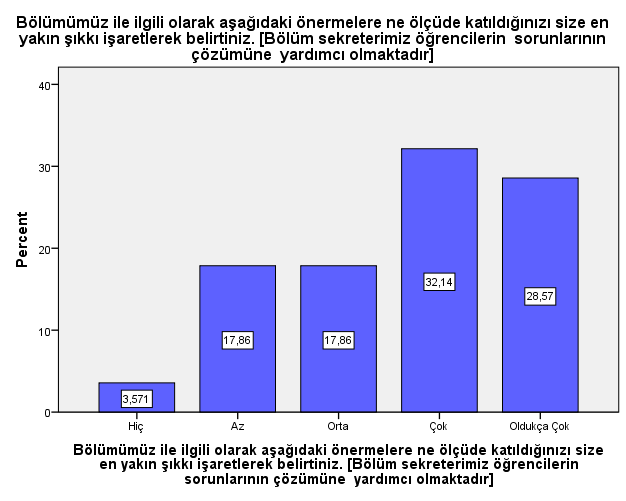 Bölümümüz ile ilgili olarak aşağıdaki önermelere ne ölçüde katıldığınızı size en
yakın şıkkı işaretlerek belirtiniz. [Bölüm sekreterimiz öğrencilerin sorunlarının
çözümüne yardımcı olmaktadır]
Percent
40
30
20
10
0
3,571
17,86
17,86
32,14
28,57
Hiç
Az
Orta
Çok
Oldukça Çok
Bölümümüz ile ilgili olarak aşağıdaki önermelere ne ölçüde katıldığınızı size
en yakın şıkkı işaretlerek belirtiniz. [Bölüm sekreterimiz öğrencilerin
sorunlarının çözümüne yardımcı olmaktadır]